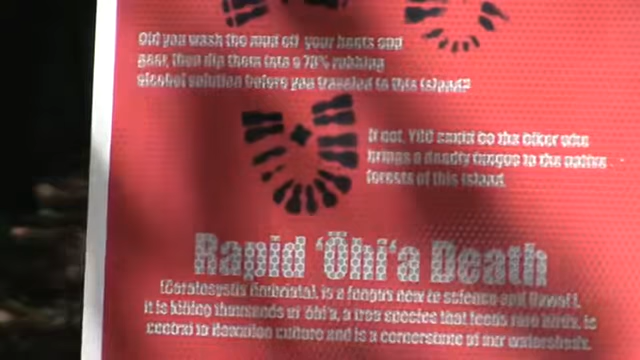 Did you wash the mud off your boots and
gear, then dip them into a 70% rubbing
alcohol solution before you traveled to this island?
If not, YOU could be the hiker who
brings a deadly fungus to the native
forests of this island.
Rapid ‘Ōhi‘a Death
(Ceratocystis fimbriata), is a fungus new to science and Hawai‘i.
It is killing thousands of ‘ōhi‘a, a tree species that feeds rare birds, is
central to Hawaiian culture and is a cornerstone of our watersheds.